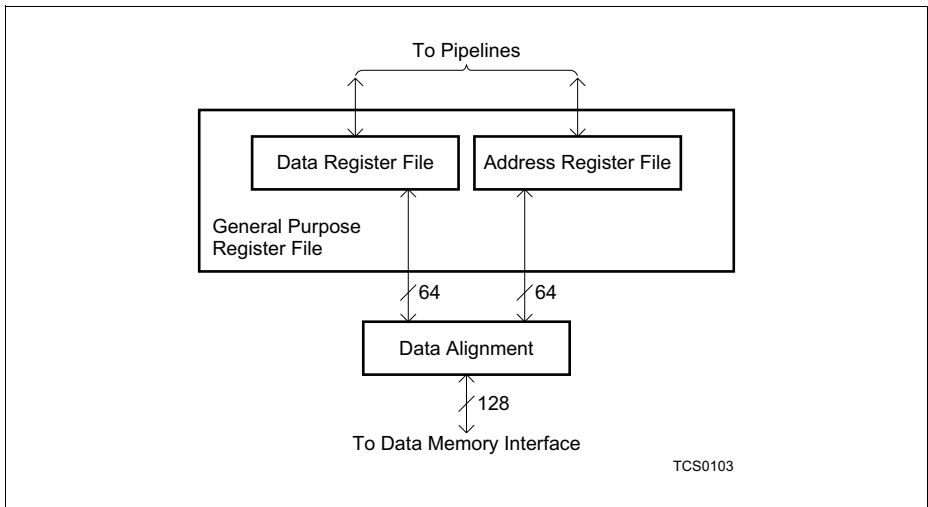 To Pipelines
Data Register File
Address Register File
General Purpose
Register File
64
64
Data Alignment
128
To Data Memory Interface
TCS0103